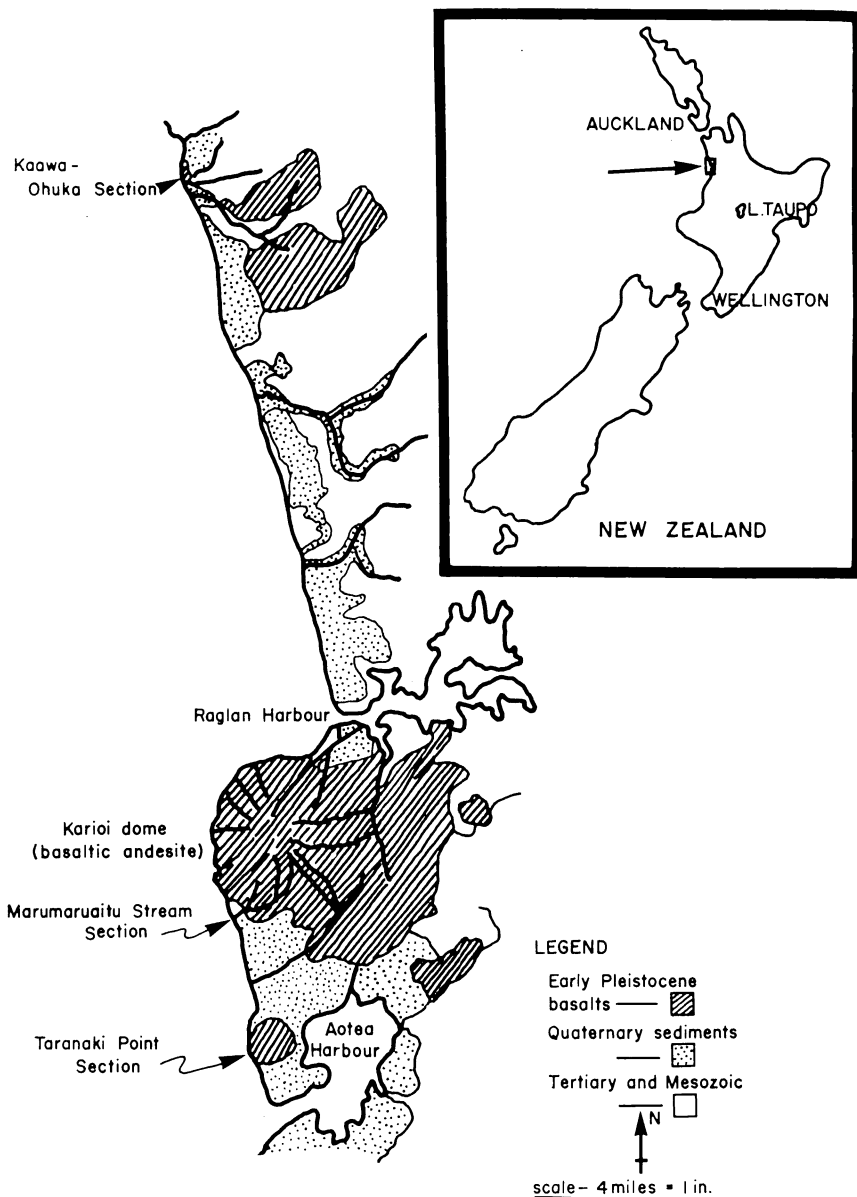 AUCKLAND
L. TAUPO
WELLINGTON
NEW ZEALAND
Kaawa -
Ohuka Section
Raglan Harbour
Karioi dome
(basaltic andesite)
Marumaruaitu Stream
Section
Taranaki Point
Section
Aotea
Harbour
LEGEND
Early Pleistocene
basalts
Quaternary sediments
Tertiary and Mesozoic
N
scale - 4 miles = 1 in.